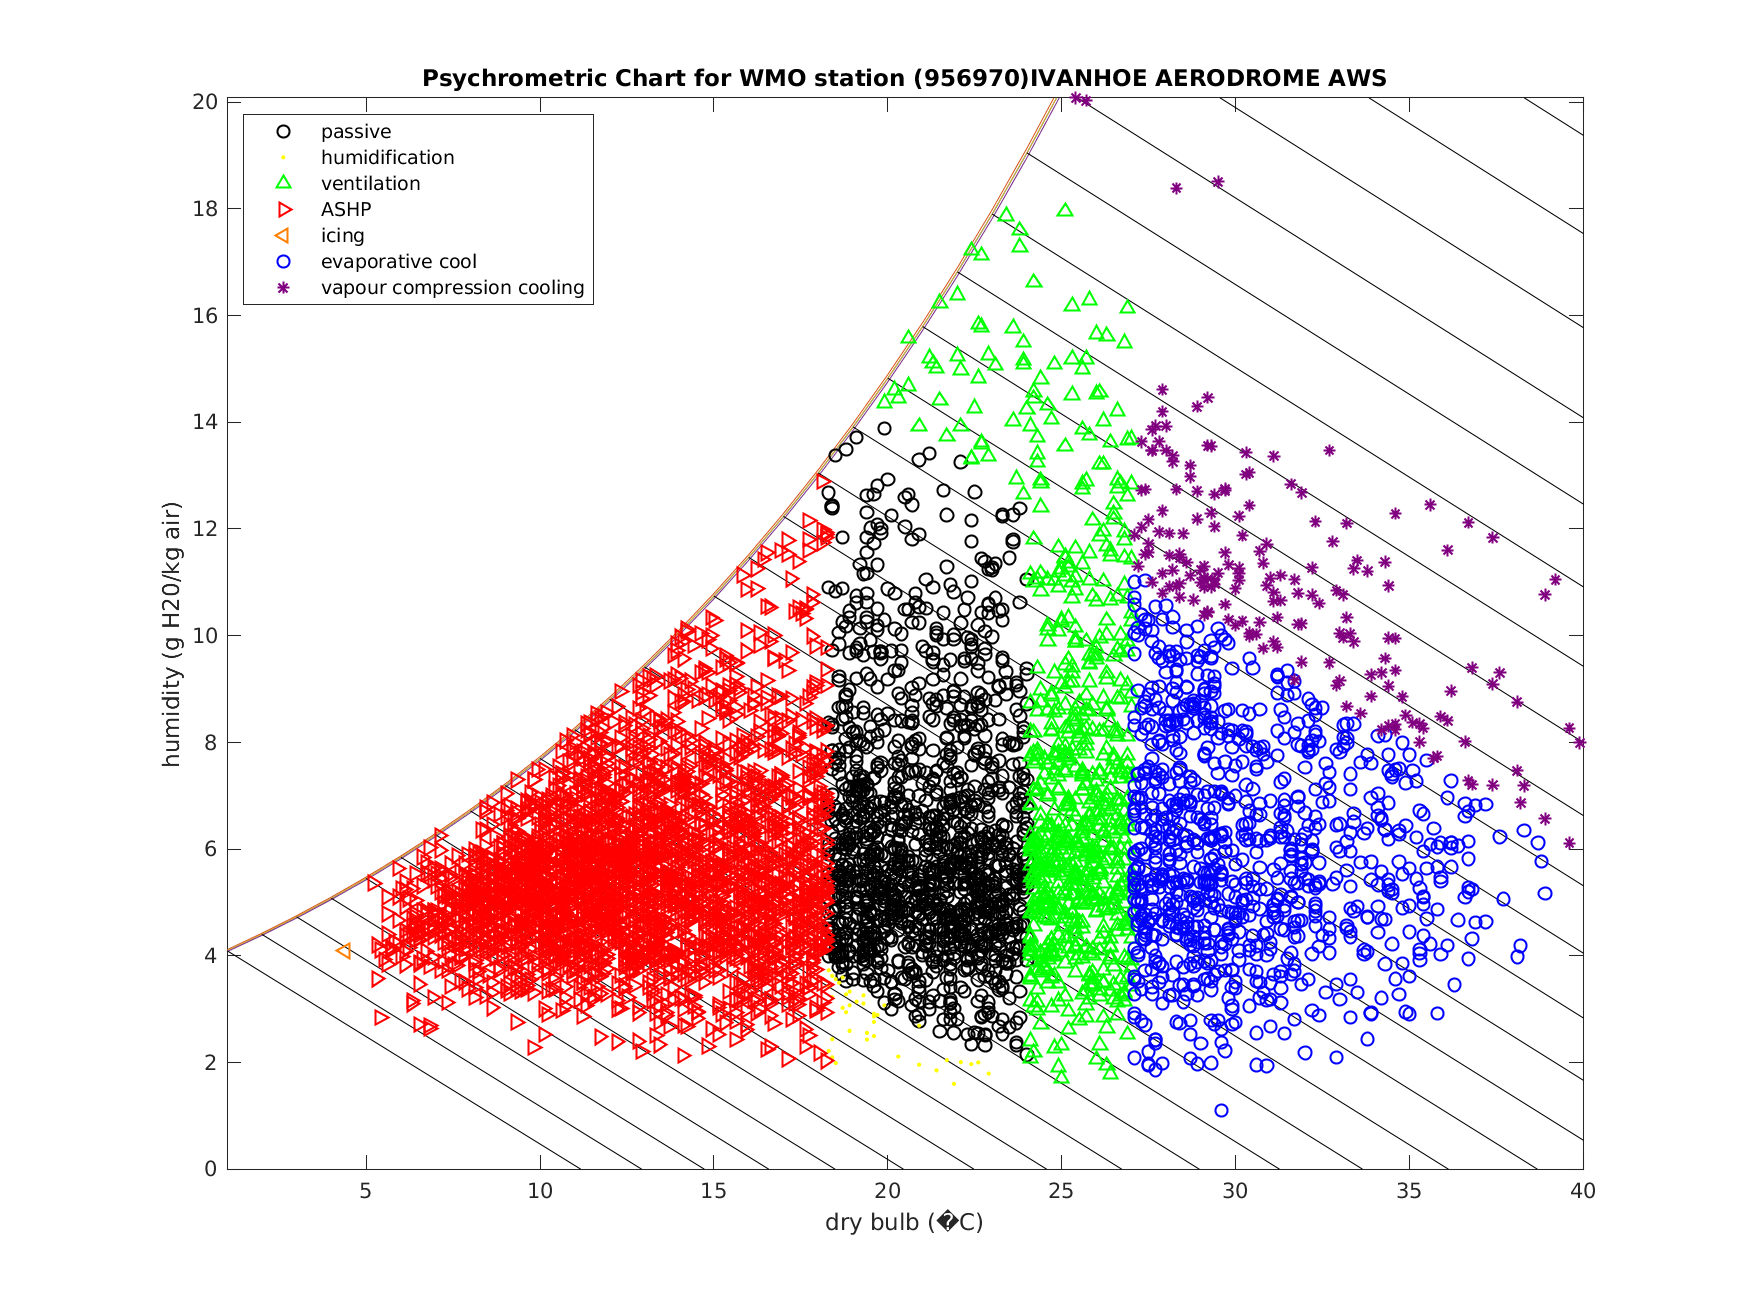 Psychrometric Chart for WMO station (956970)IVANHOE AERODROME AWS
passive
humidification
ventilation
ASHP
icing
evaporative cool
vapour compression cooling
humidity (g H20/kg air)
20
18
16
14
12
10
8
6
4
2
0
5 10 15 20 25 30 35 40
dry bulb (�C)